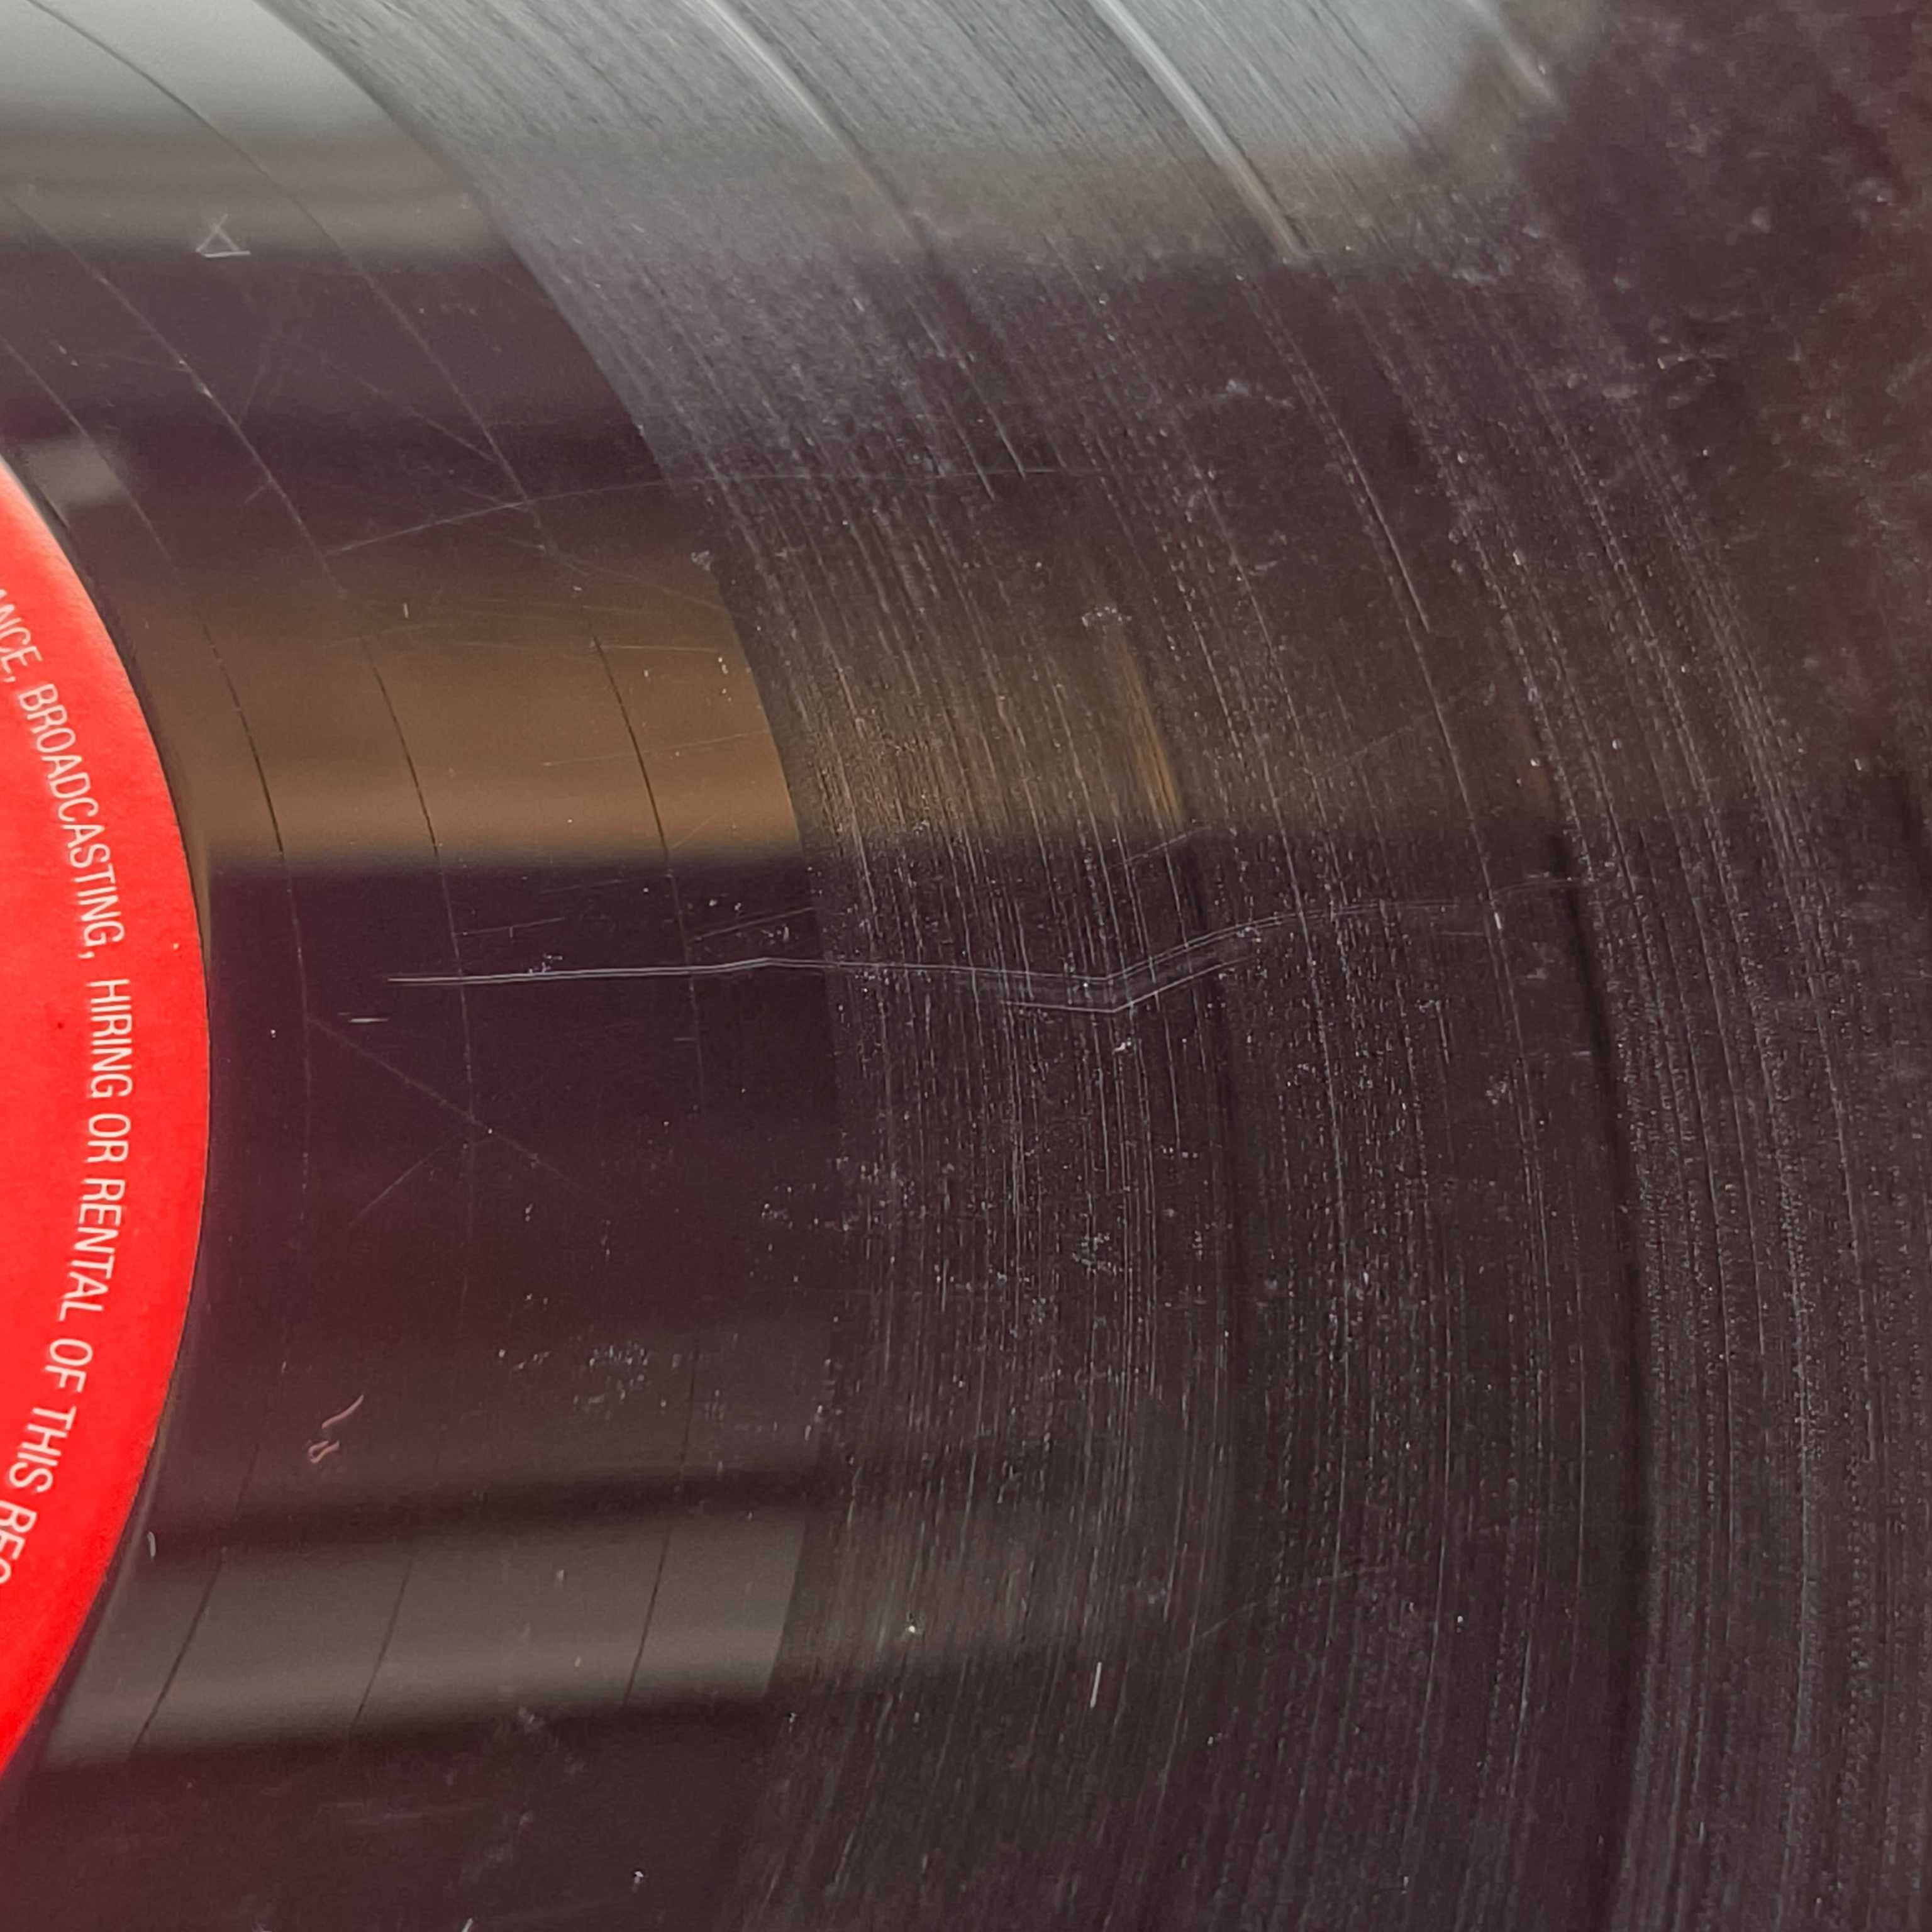 BROADCASTING, HIRING OR RENTAL OF THIS